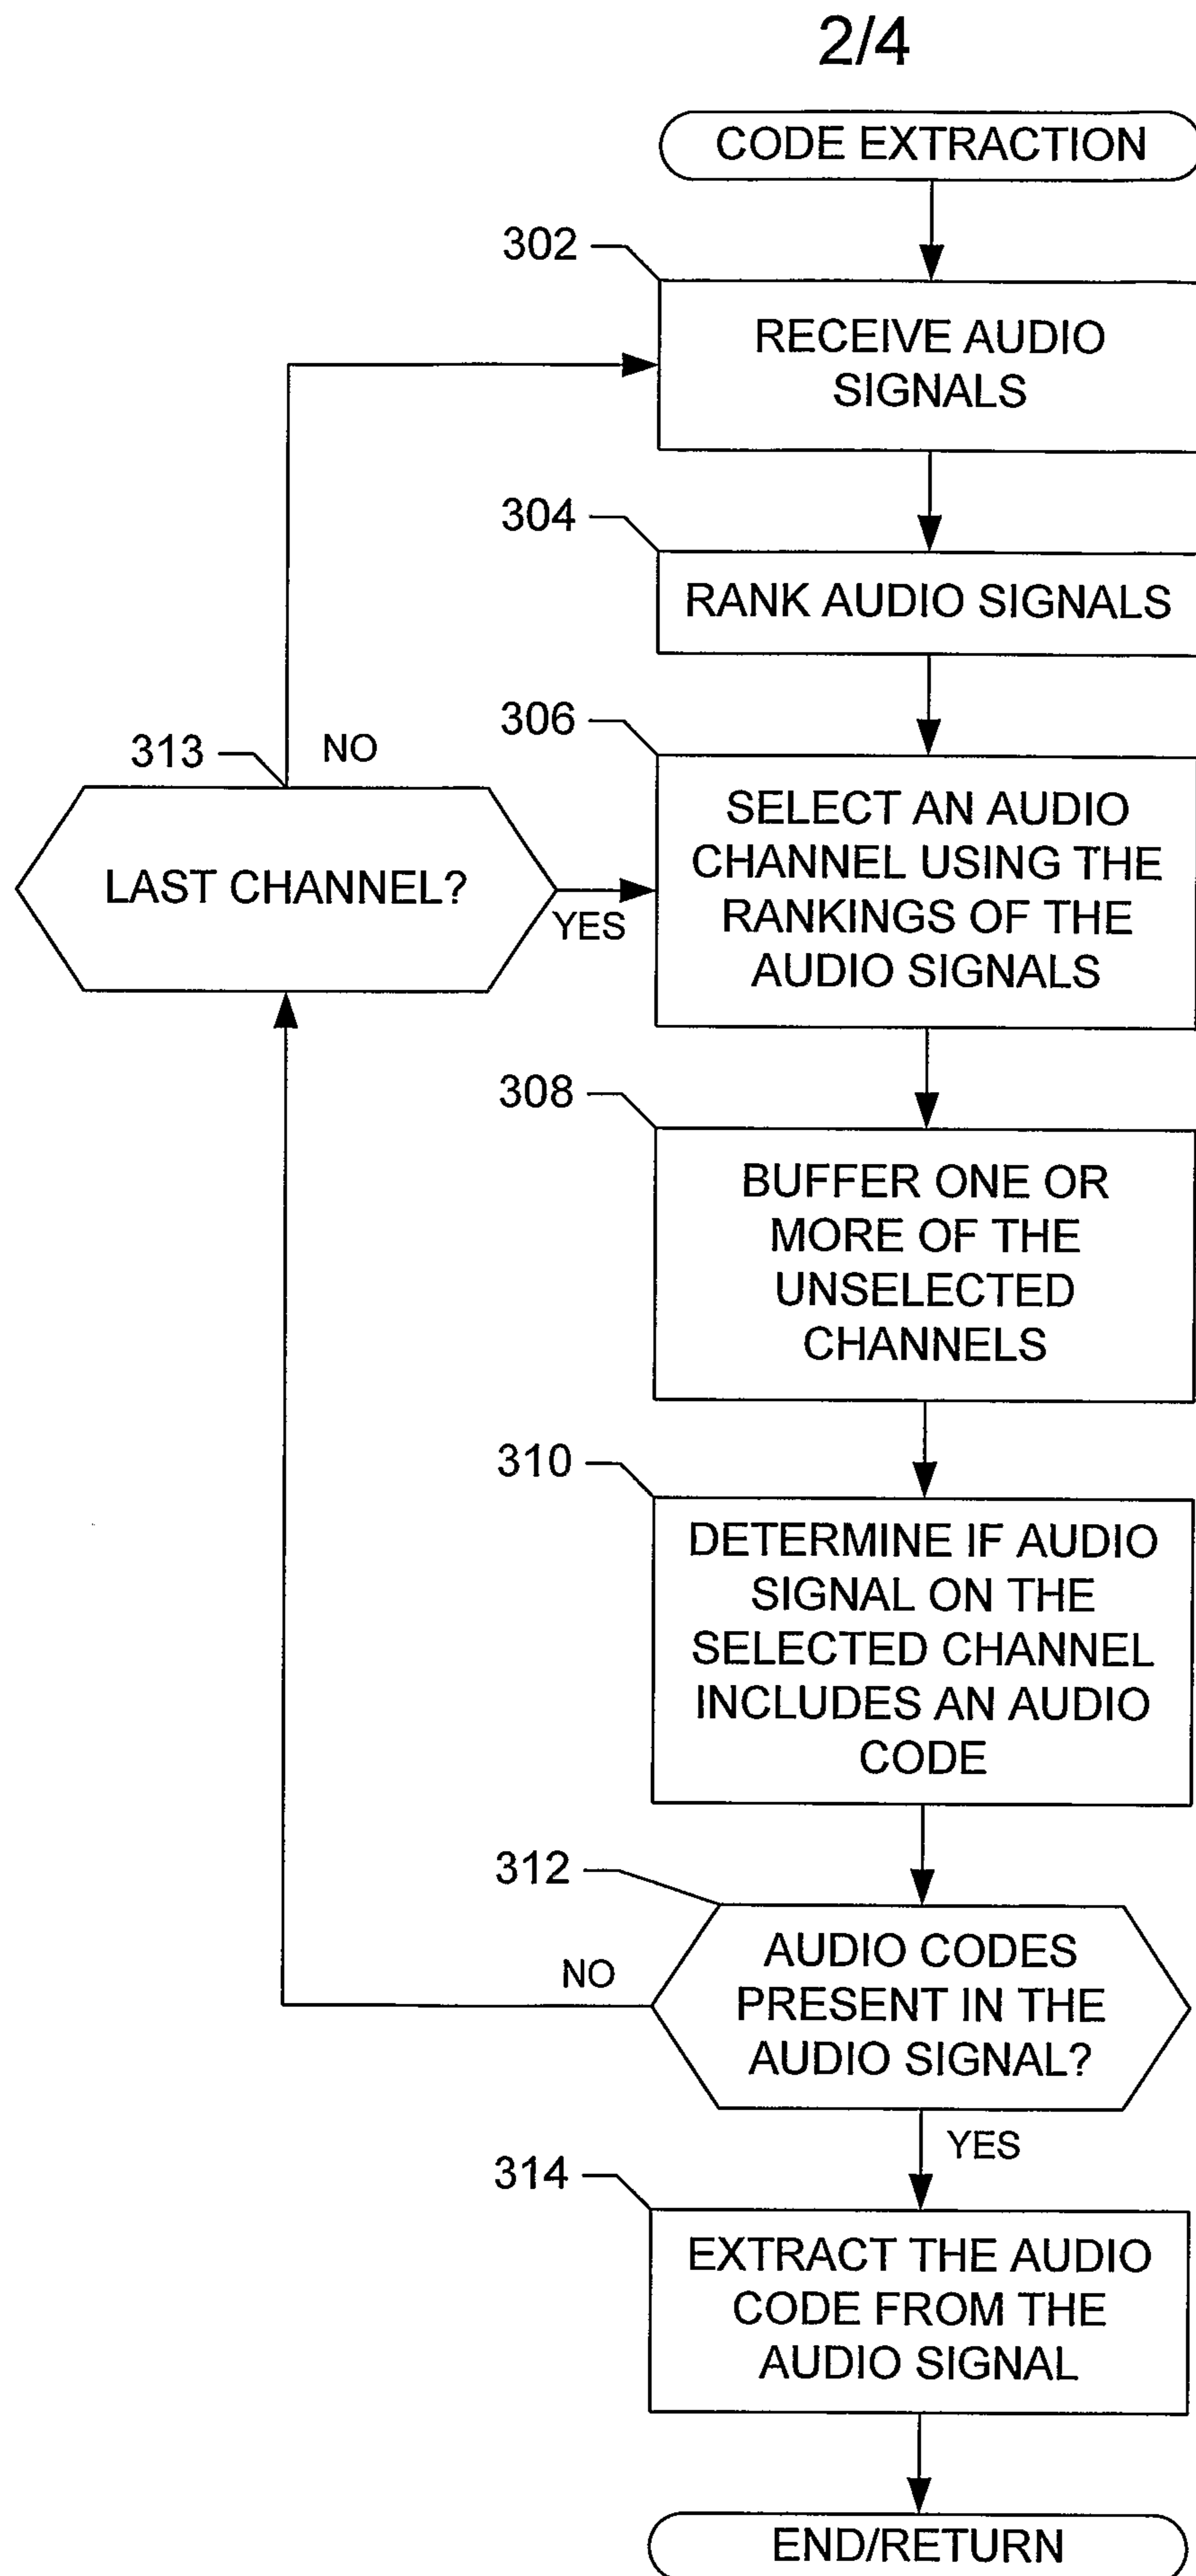 2/4
CODE EXTRACTION
302
RECEIVE AUDIO
SIGNALS
304
RANK AUDIO SIGNALS
306
313
NO
SELECT AN AUDIO
CHANNEL USING THE
RANKINGS OF THE
AUDIO SIGNALS
LAST CHANNEL?
YES
308
BUFFER ONE OR
MORE OF THE
UNSELECTED
CHANNELS
310
DETERMINE IF AUDIO
SIGNAL ON THE
SELECTED CHANNEL
INCLUDES AN AUDIO
CODE
312
NO
AUDIO CODES
PRESENT IN THE
AUDIO SIGNAL?
YES
314
EXTRACT THE AUDIO
CODE FROM THE
AUDIO SIGNAL
END/RETURN